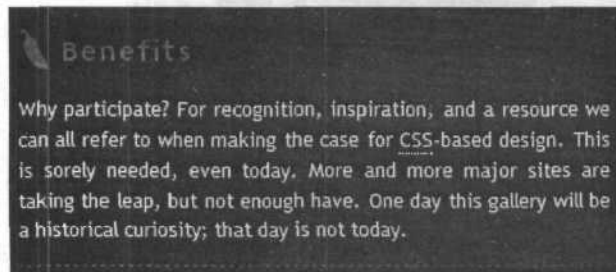 Benefits
Why participate? For recognition, inspiration, and a resource we
can all refer to when making the case for CSS-based design. This
is sorely needed, even today. More and more major sites are
taking the leap, but not enough have. One day this gallery will be
a historical curiosity; that day is not today.